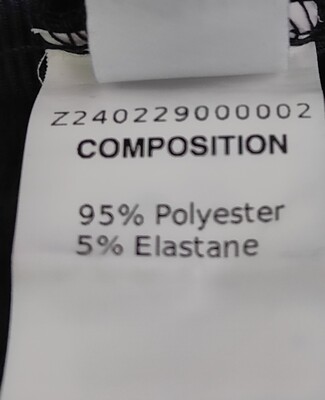 Z240229000002
COMPOSITION
95% Polyester
5% Elastane